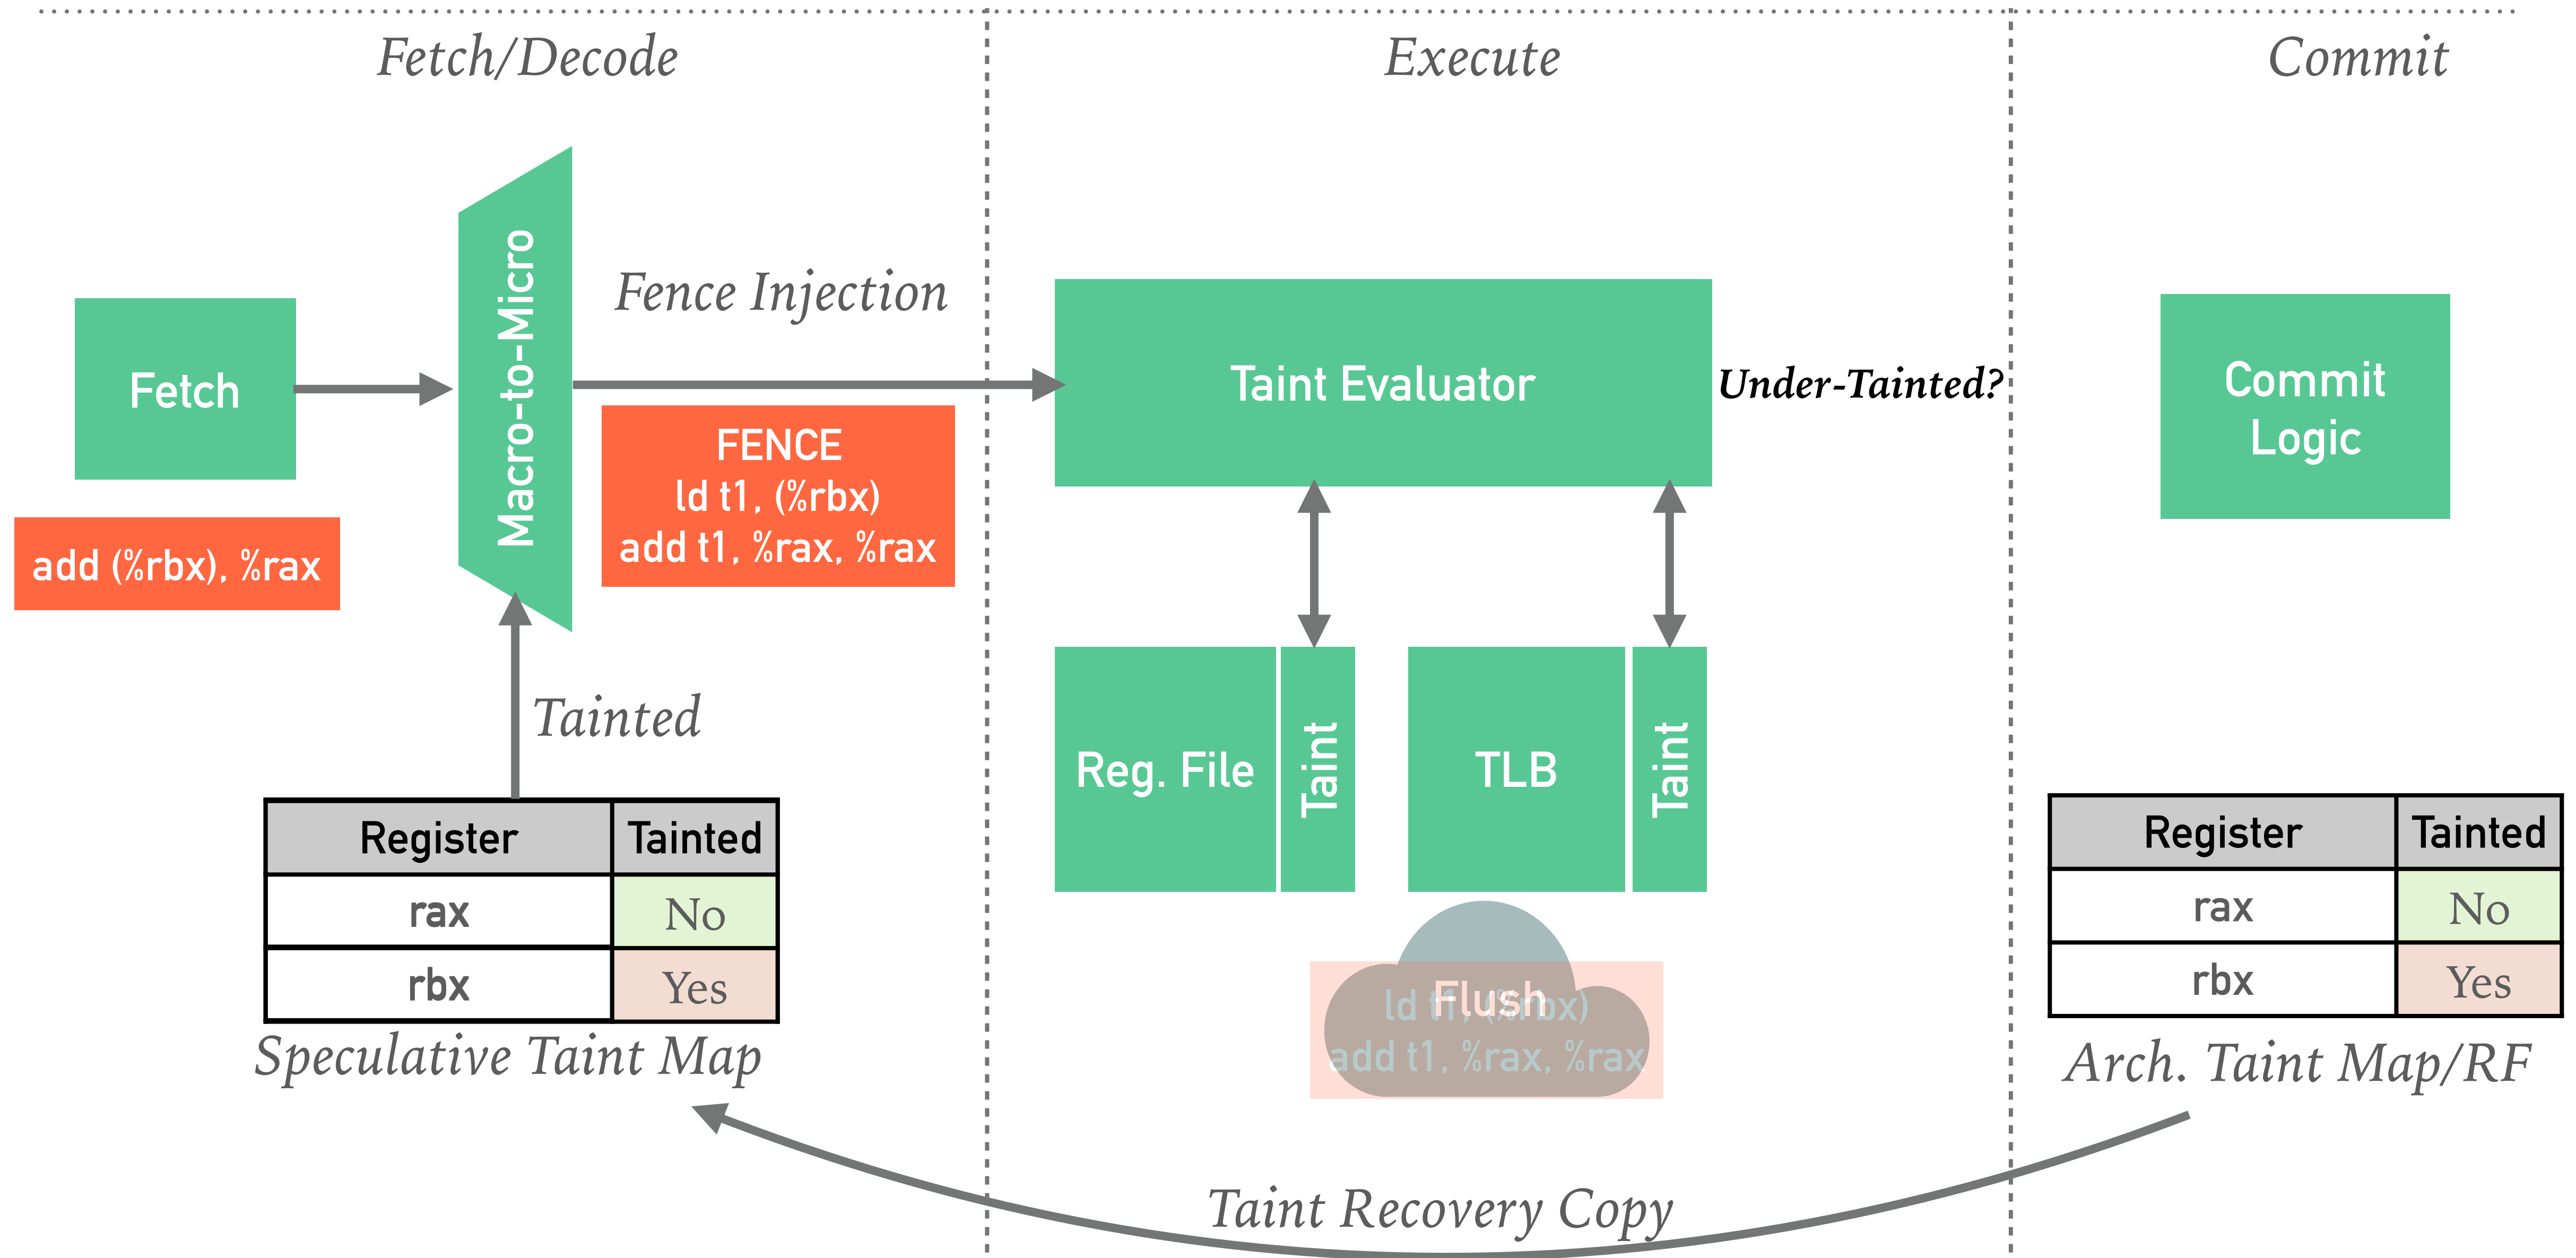 Fetch/Decode
Execute
Commit
Fetch
Macro-to-Micro
Fence Injection
Taint Evaluator
Under-Tainted?
Commit
Logic
add (%rbx), %rax
FENCE
ld t1, (%rbx)
add t1, %rax, %rax
Tainted
Reg. File
Taint
TLB
Taint
Register Tainted
rax No
rbx Yes
Speculative Taint Map
Flush
ld t1, (%rbx)
add t1, %rax, %rax
Register Tainted
rax No
rbx Yes
Arch. Taint Map/RF
Taint Recovery Copy